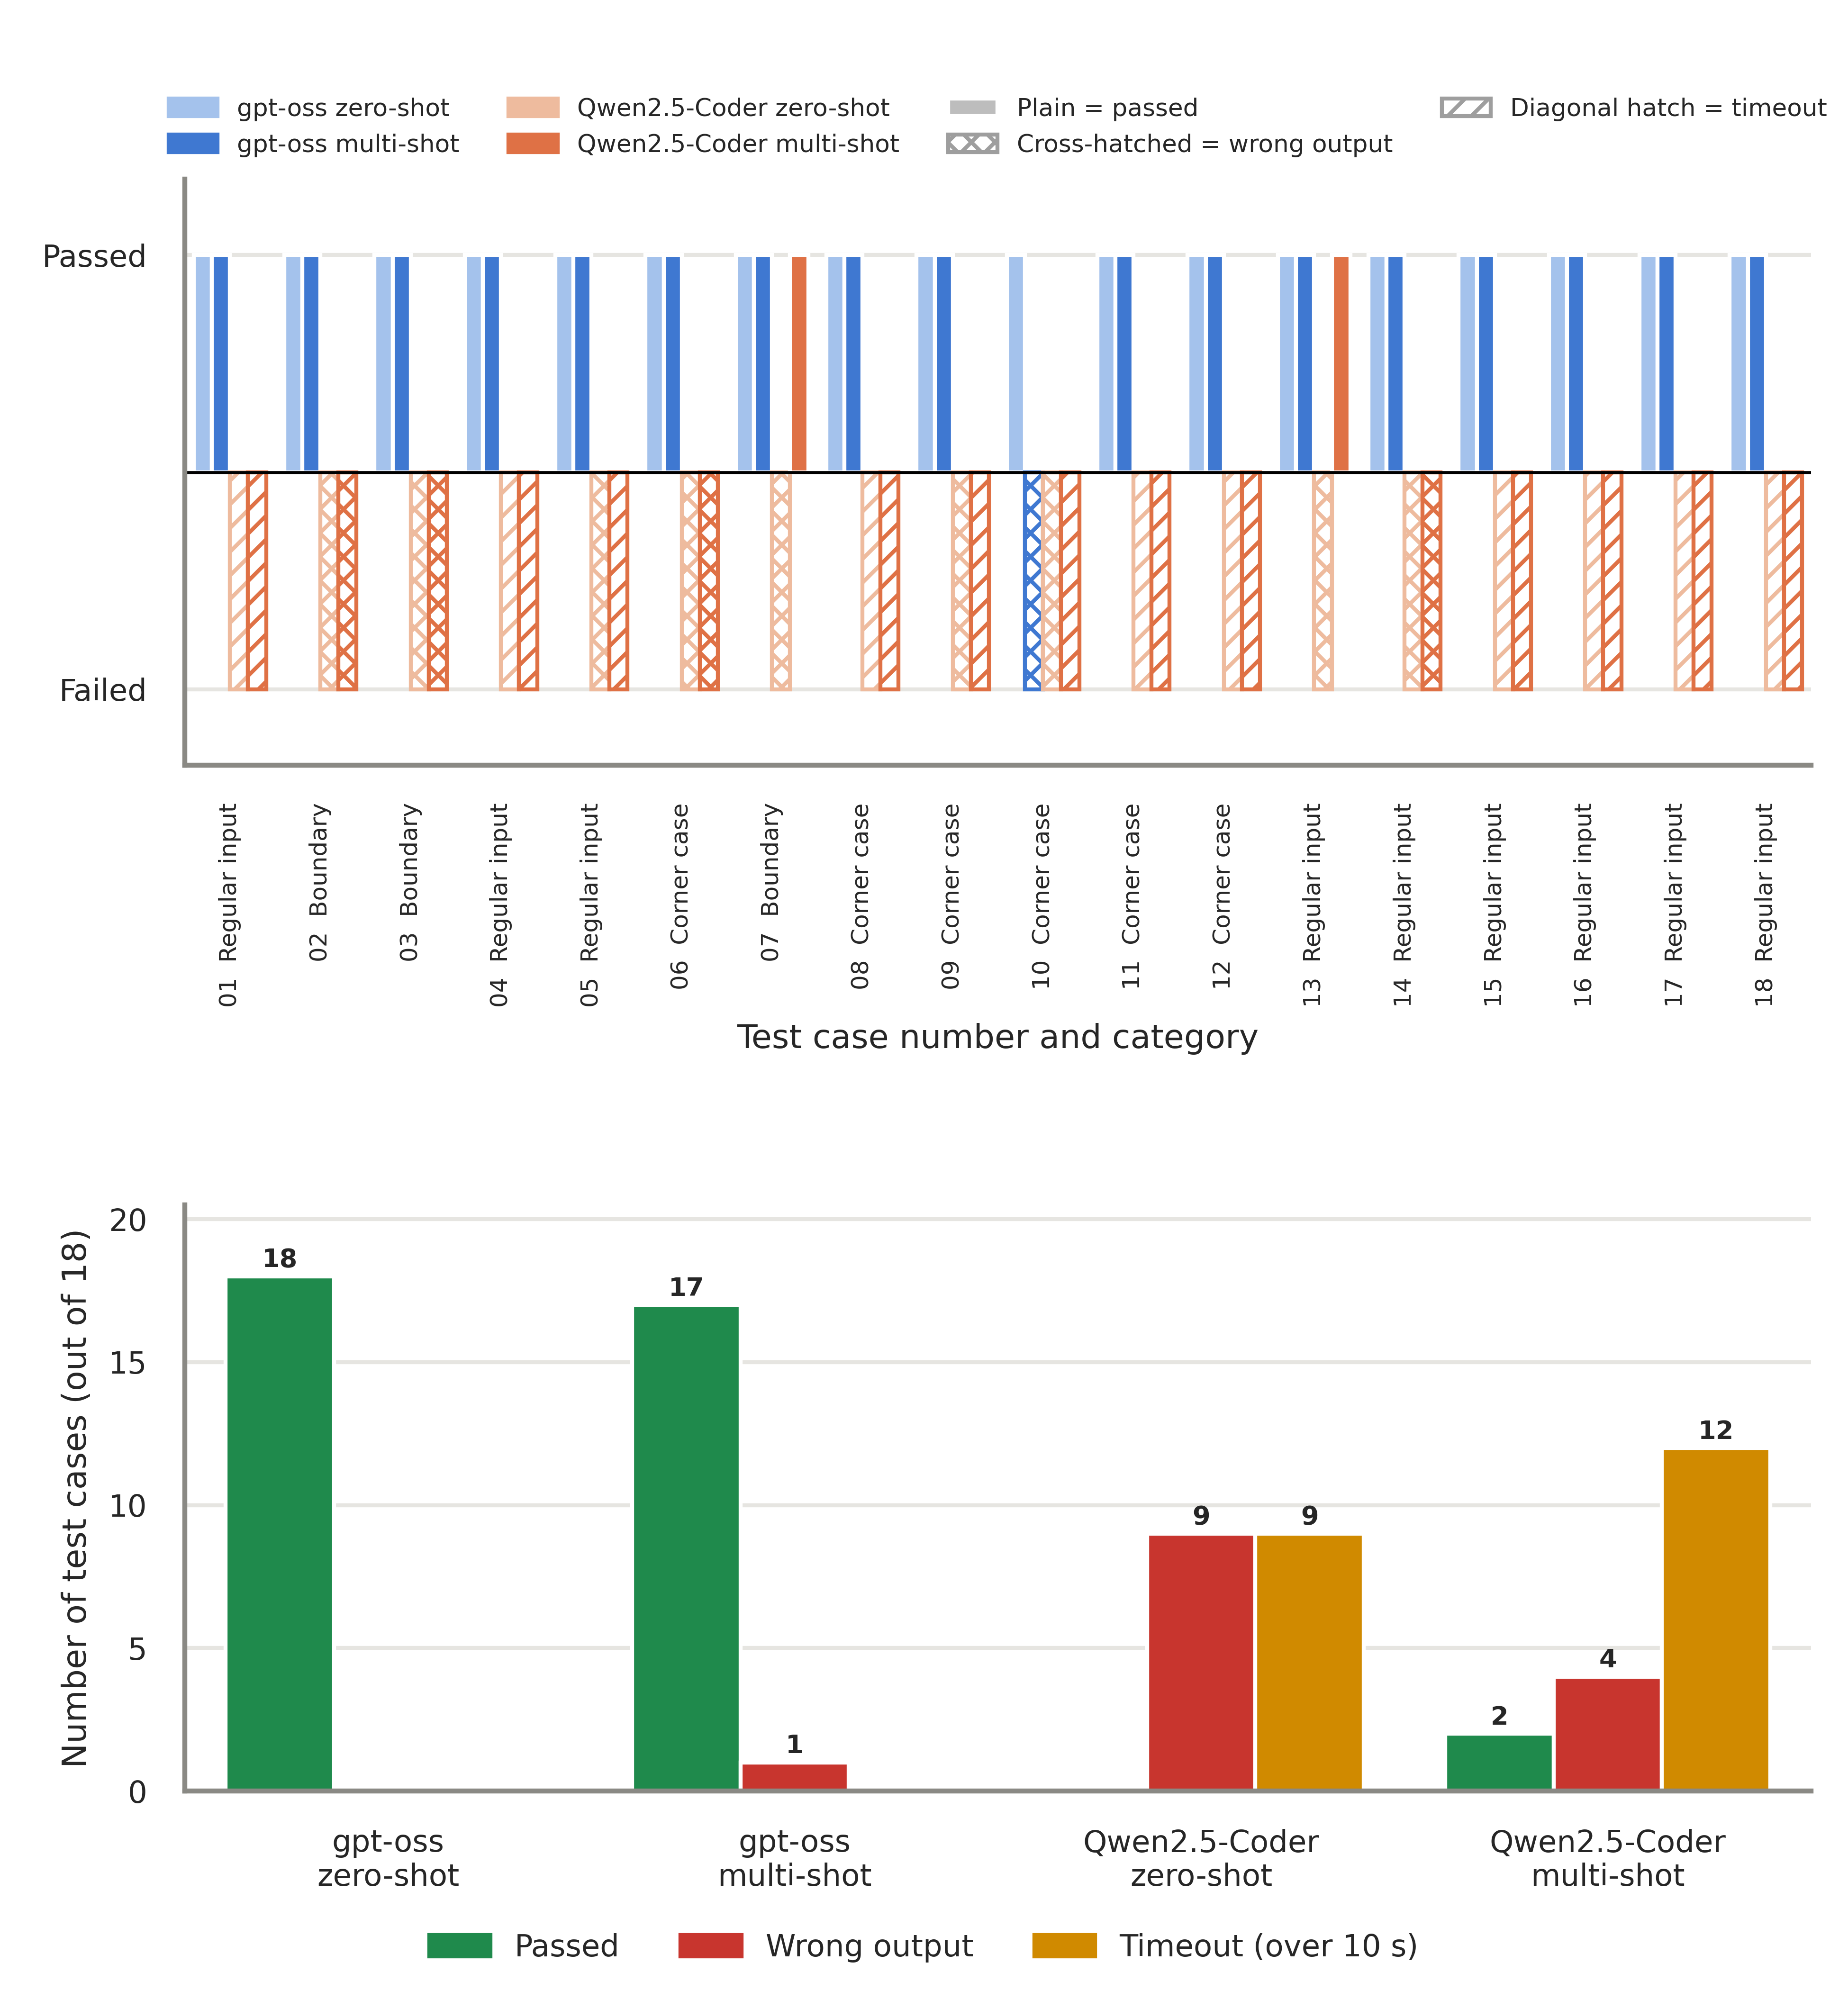 gpt-oss zero-shot
gpt-oss multi-shot
Qwen2.5-Coder zero-shot
Qwen2.5-Coder multi-shot
Plain = passed
Cross-hatched = wrong output
Diagonal hatch = timeout
Passed
Failed
01 Regular input
02 Boundary
03 Boundary
04 Regular input
05 Regular input
06 Corner case
07 Boundary
08 Corner case
09 Corner case
10 Corner case
11 Corner case
12 Corner case
13 Regular input
14 Regular input
15 Regular input
16 Regular input
17 Regular input
18 Regular input
Test case number and category
Number of test cases (out of 18)
20
15
10
5
0
18
17
1
9
9
2
4
12
gpt-oss
zero-shot
gpt-oss
multi-shot
Qwen2.5-Coder
zero-shot
Qwen2.5-Coder
multi-shot
Passed
Wrong output
Timeout (over 10 s)